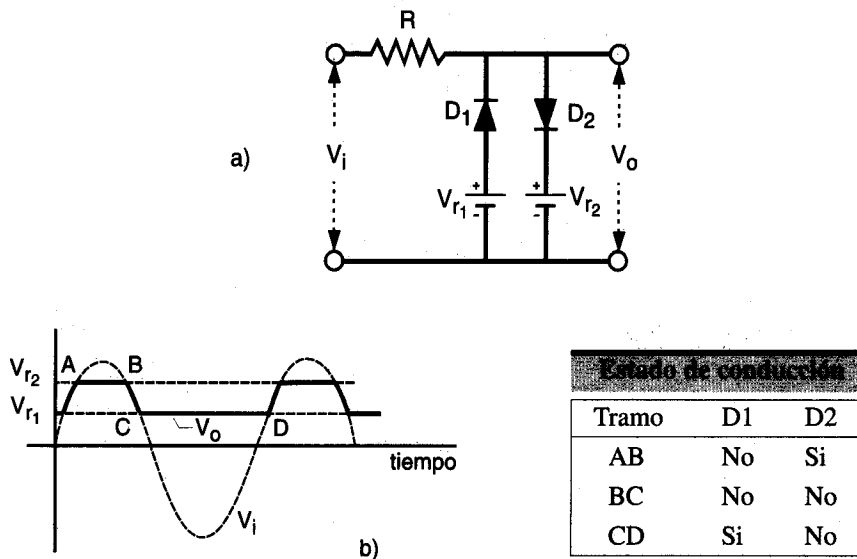 R
D1
D2
Vi
Vo
a)
+
+
Vr1
Vr2
-
-
A
B
Vr2
Vr1
C
Vo
D
tiempo
Vi
b)
Estado de conducción
Tramo D1 D2
AB No Si
BC No No
CD Si No